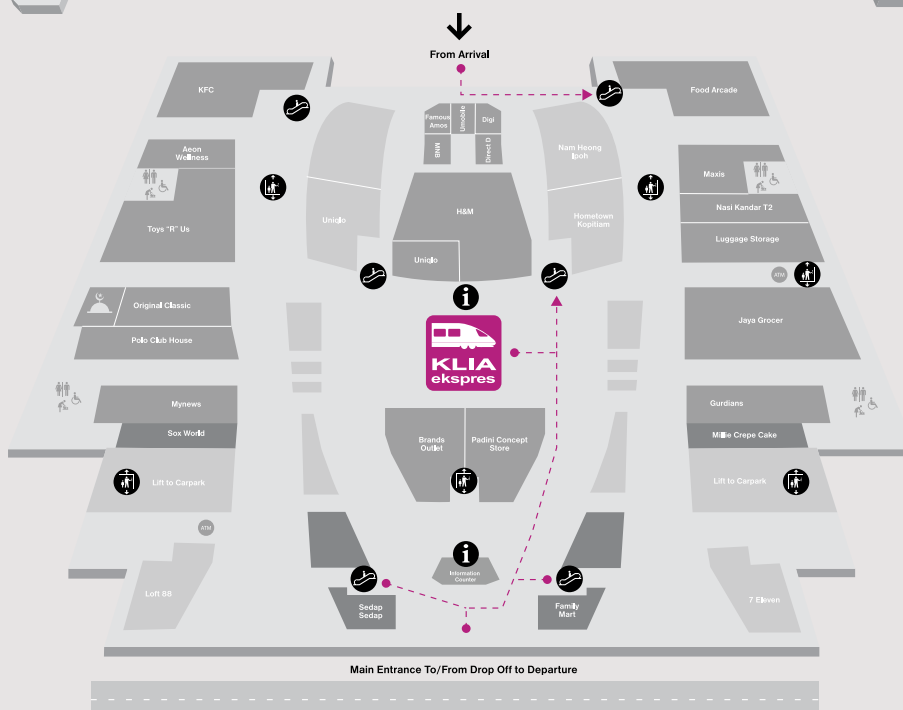 From Arrival
KFC
Food Arcade
Famous
Amos
Umobile
Digi
MNB
Direct D
Aeon
Wellness
Nam Heong
Ipoh
Maxis
Toys "R" Us
Uniqlo
H&M
Hometown
Kopitiam
Nasi Kandar T2
Luggage Storage
Uniqlo
ATM
Original Classic
i
Jaya Grocer
Polo Club House
KLIA
ekspres
Mynews
Gurdians
Sox World
Brands
Outlet
Padini Concept
Store
Millie Crepe Cake
Lift to Carpark
Lift to Carpark
ATM
i
Information
Counter
Loft 88
Sedap
Sedap
Family
Mart
7 Eleven
Main Entrance To/From Drop Off to Departure